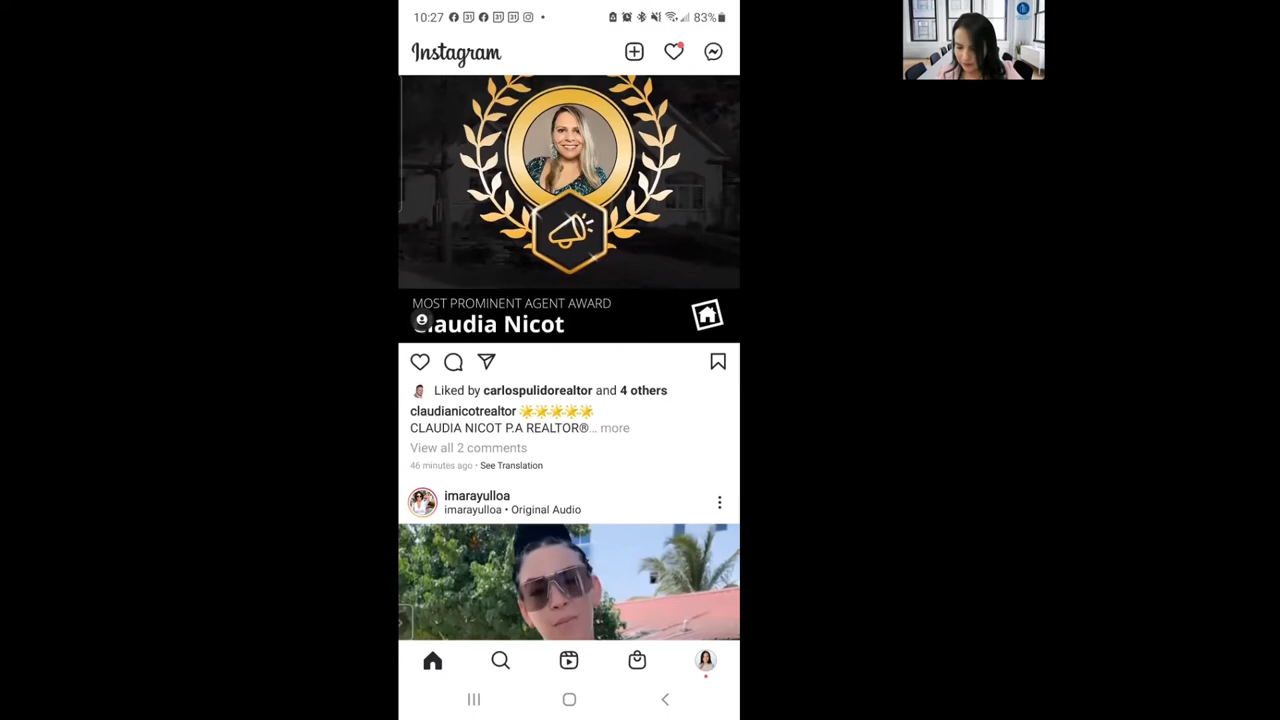 10:27
83%
Instagram
MOST PROMINENT AGENT AWARD
Claudia Nicot
Liked by carlospulidorealtor and 4 others
claudianicotrealtor 🌟🌟🌟🌟🌟
CLAUDIA NICOT P.A REALTOR®... more
View all 2 comments
46 minutes ago • See Translation
imarayulloa
imarayulloa • Original Audio